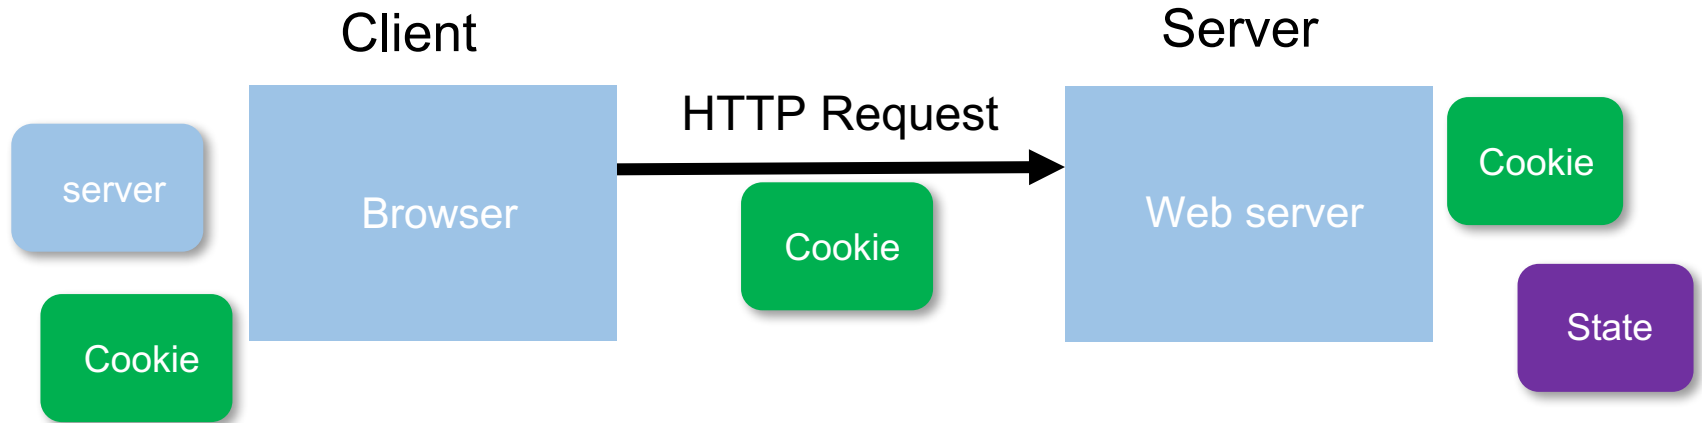 Client
Server
HTTP Request
server
Browser
Cookie
Web server
Cookie
Cookie
State